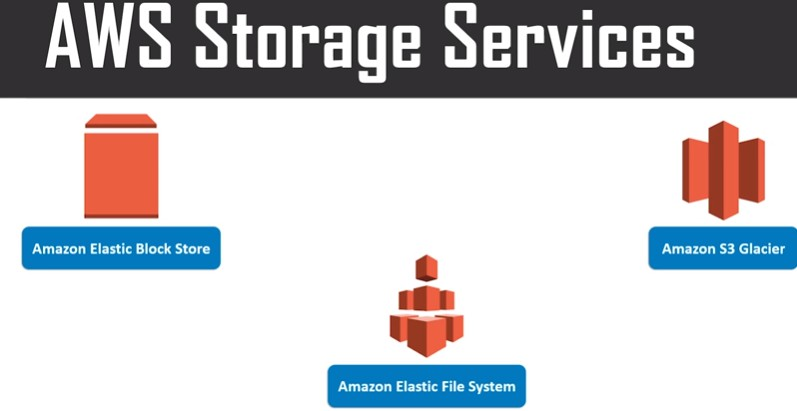 AWS Storage Services
Amazon Elastic Block Store
Amazon S3 Glacier
Amazon Elastic File System